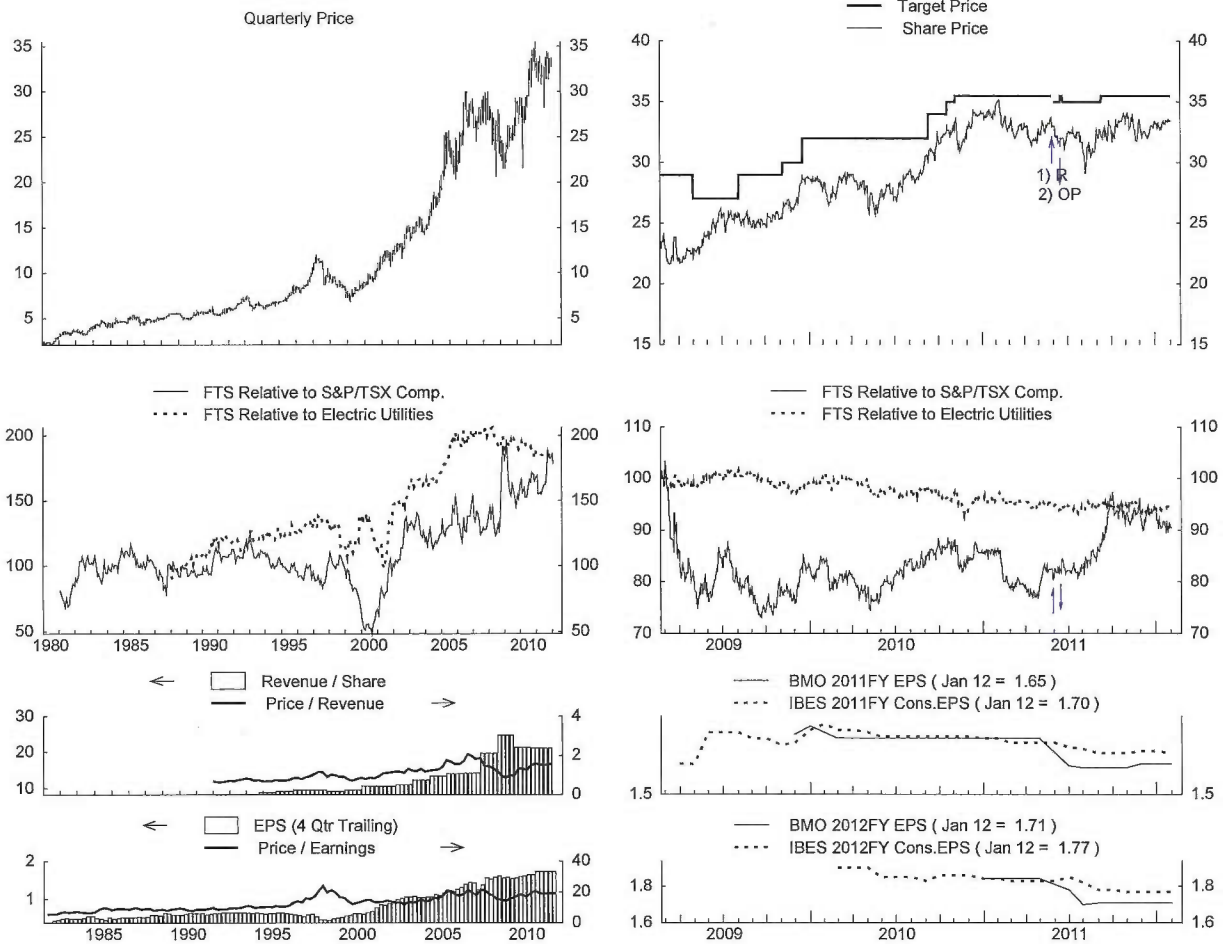 Quarterly Price
35 35
30 30
25 25
20 20
15 15
10 10
5 5
Target Price
Share Price
40 40
35 35
30 30
25 25
20 20
15 15
1) R
2) OP
FTS Relative to S&P/TSX Comp.
FTS Relative to Electric Utilities
200 200
150 150
100 100
50 50
1980 1985 1990 1995 2000 2005 2010
FTS Relative to S&P/TSX Comp.
FTS Relative to Electric Utilities
110 110
100 100
90 90
80 80
70 70
2009 2010 2011
Revenue / Share
Price / Revenue
30 4
20 2
10 0
EPS (4 Qtr Trailing)
Price / Earnings
2 40
1 20
0
1985 1990 1995 2000 2005 2010
BMO 2011FY EPS ( Jan 12 = 1.65 )
IBES 2011FY Cons.EPS ( Jan 12 = 1.70 )
1.5 1.5
BMO 2012FY EPS ( Jan 12 = 1.71 )
IBES 2012FY Cons.EPS ( Jan 12 = 1.77 )
1.8 1.8
1.6 1.6
2009 2010 2011